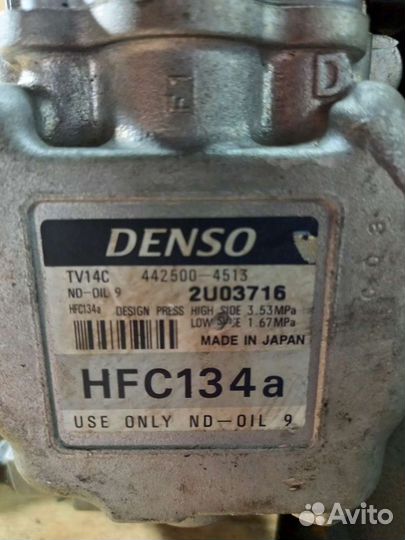 F1
D
DENSO
TV14C 442500-4513
ND-OIL 9 2U03716
HFC134a DESIGN PRESS HIGH SIDE 3.53MPa
LOW SIDE 1.67MPa
MADE IN JAPAN
HFC134a
USE ONLY ND-OIL 9
Avito